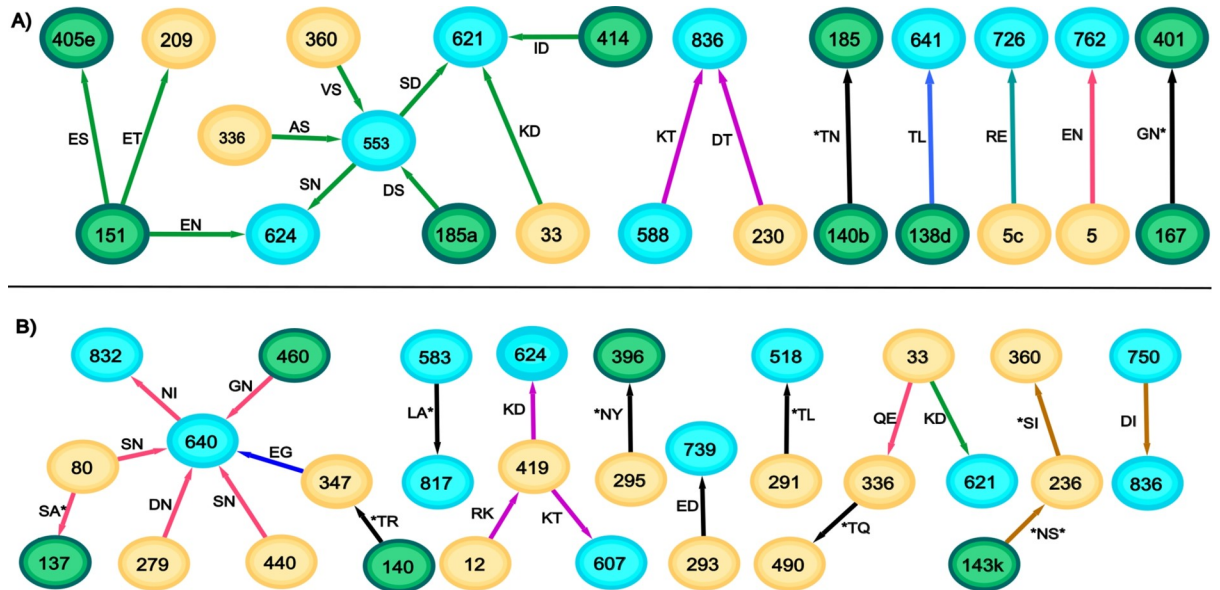 A)
405e 209 360 621 414 836 185 641 726 762 401
ID
VS SD
ES ET AS KD KT DT *TN TL RE EN GN*
336 553
SN DS
EN
151 624 185a 33 588 230 140b 138d 5c 5 167
B)
832 460 583 624 396 518 33 360 750
NI GN LA* KD *NY *TL QE KD *SI DI
SN 640 EG 739
80 347 817 419 295 291 336 621 236 836
SA* DN SN *TR RK KT ED *TQ *NS*
137 279 440 140 12 607 293 490 143k